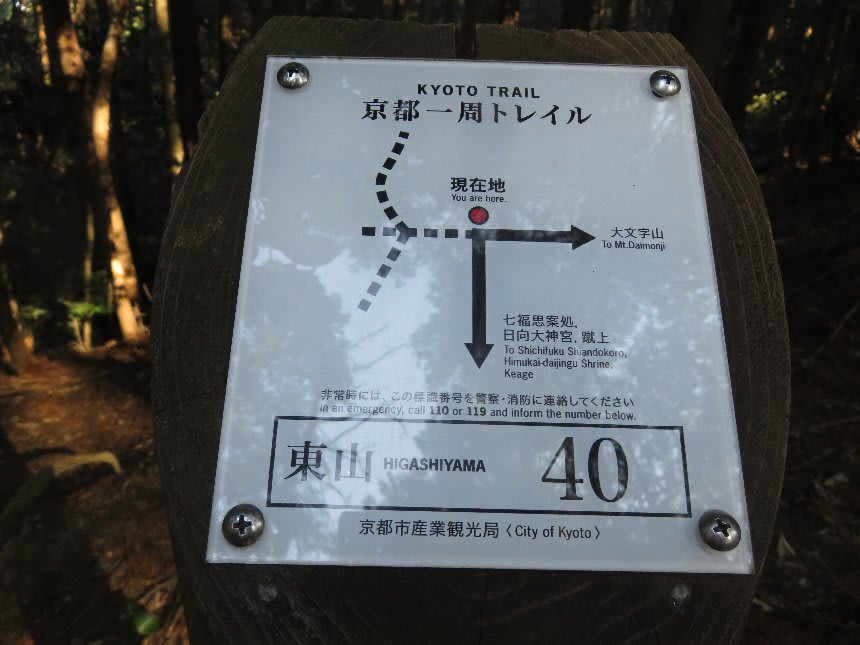 KYOTO TRAIL
京都一周トレイル
現在地
You are here.
大文字山
To Mt.Daimonji
七福思案処、
日向大神宮、蹴上
To Shichifuku Shiandokoro,
Himukai-daijingu Shrine,
Keage
非常時には、この標識番号を警察・消防に連絡してください
In an emergency, call 110 or 119 and inform the number below.
東山 HIGASHIYAMA 40
京都市産業観光局〈City of Kyoto〉